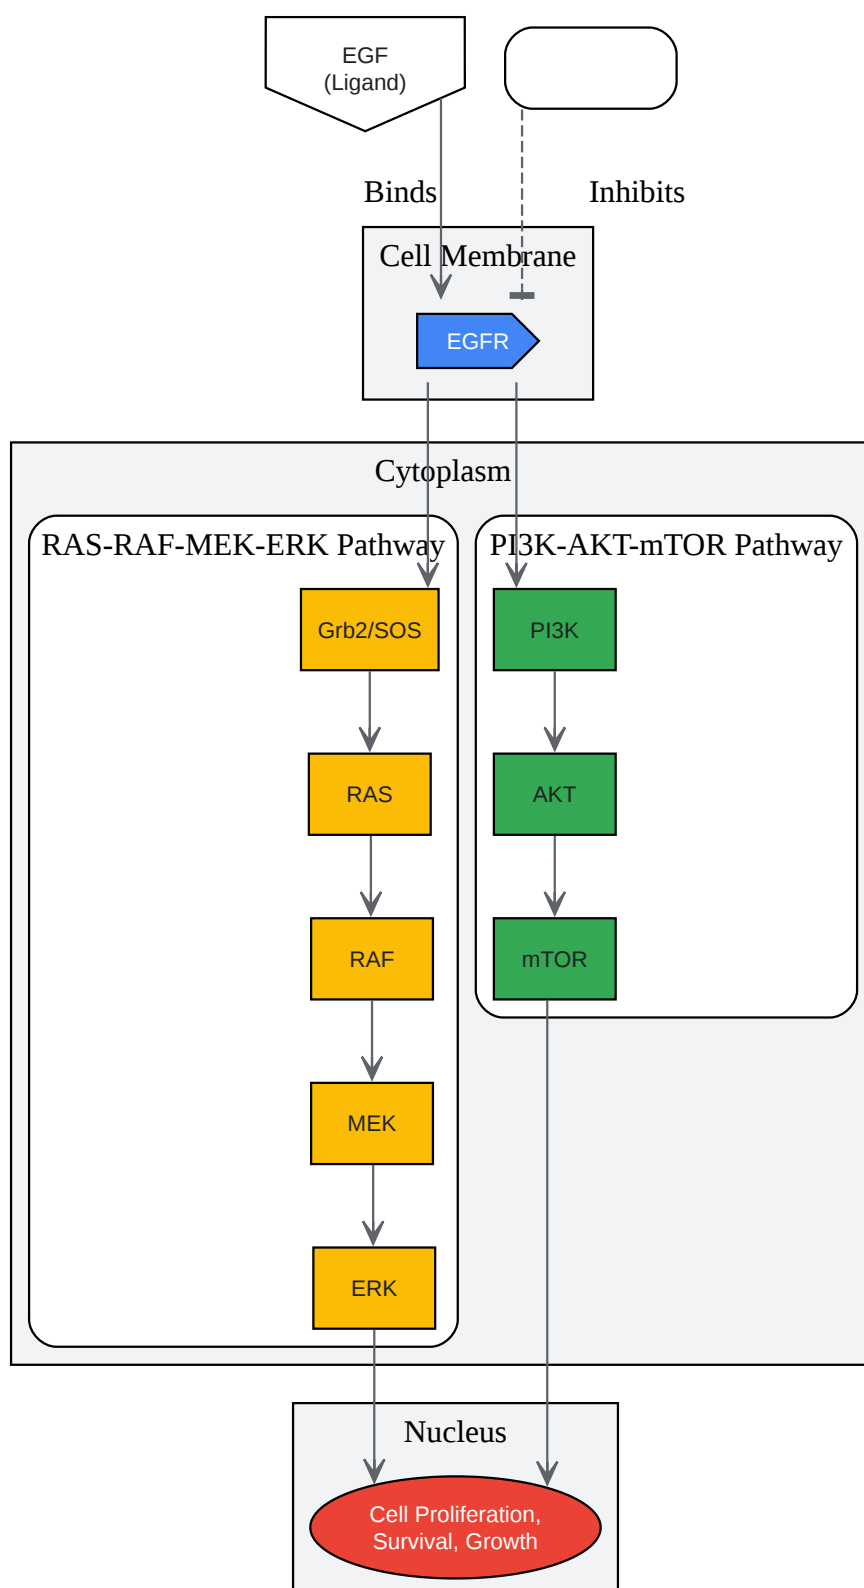 EGF
(Ligand)
Binds
Inhibits
Cell Membrane
EGFR
Cytoplasm
RAS-RAF-MEK-ERK Pathway
PI3K-AKT-mTOR Pathway
Grb2/SOS
PI3K
RAS
AKT
RAF
mTOR
MEK
ERK
Nucleus
Cell Proliferation,
Survival, Growth